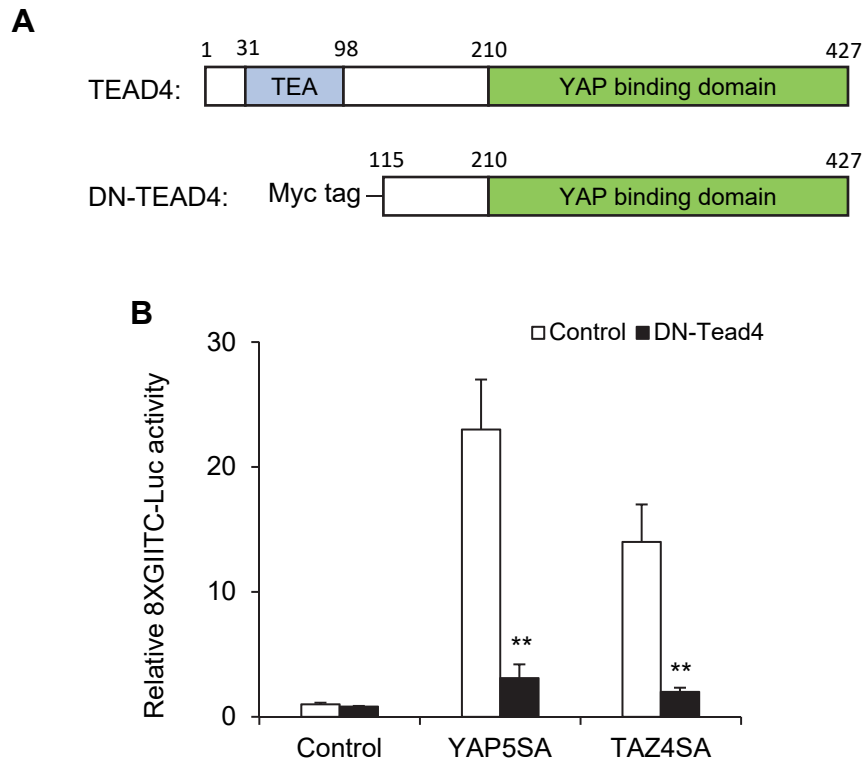 A
1 31 98 210 427
TEAD4: TEA YAP binding domain
115 210 427
DN-TEAD4: Myc tag YAP binding domain
B
Control DN-Tead4
Relative 8XGIITC-Luc activity
30
20
10
0
**
**
Control YAP5SA TAZ4SA